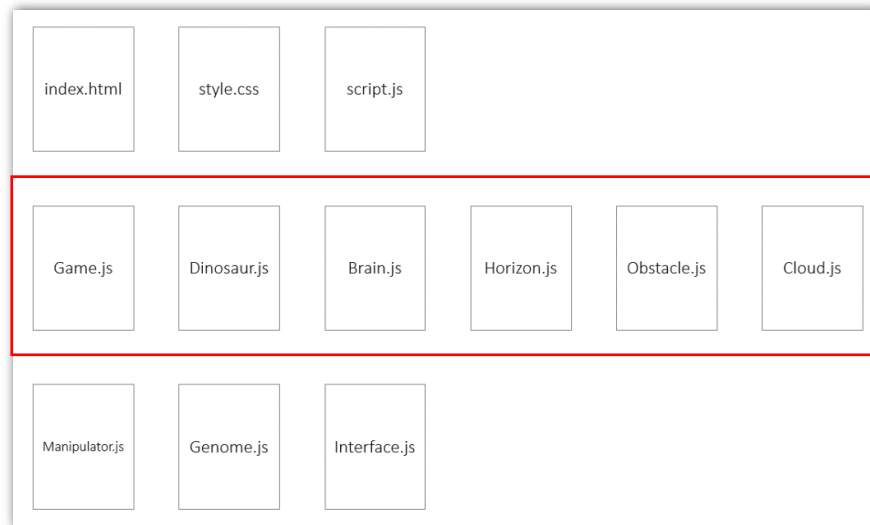 index.html
style.css
script.js
Game.js
Dinosaur.js
Brain.js
Horizon.js
Obstacle.js
Cloud.js
Manipulator.js
Genome.js
Interface.js